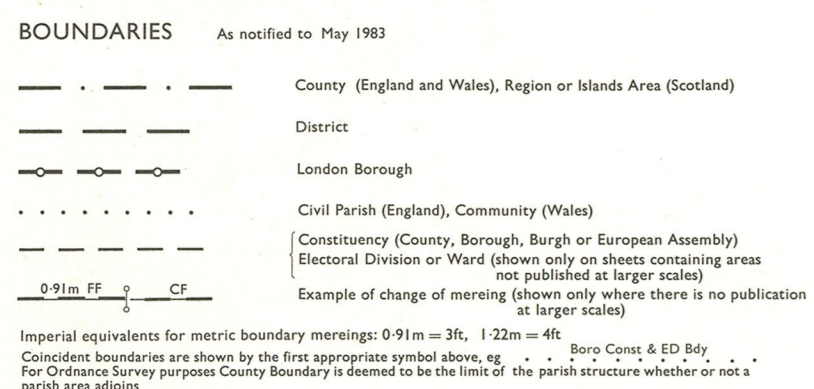 BOUNDARIES As notified to May 1983
County (England and Wales), Region or Islands Area (Scotland)
District
London Borough
Civil Parish (England), Community (Wales)
Constituency (County, Borough, Burgh or European Assembly)
Electoral Division or Ward (shown only on sheets containing areas
not published at larger scales)
0·91m FF CF Example of change of mereing (shown only where there is no publication
at larger scales)
Imperial equivalents for metric boundary mereings: 0·91m = 3ft, 1·22m = 4ft
Coincident boundaries are shown by the first appropriate symbol above, eg Boro Const & ED Bdy
For Ordnance Survey purposes County Boundary is deemed to be the limit of the parish structure whether or not a
parish area adjoins